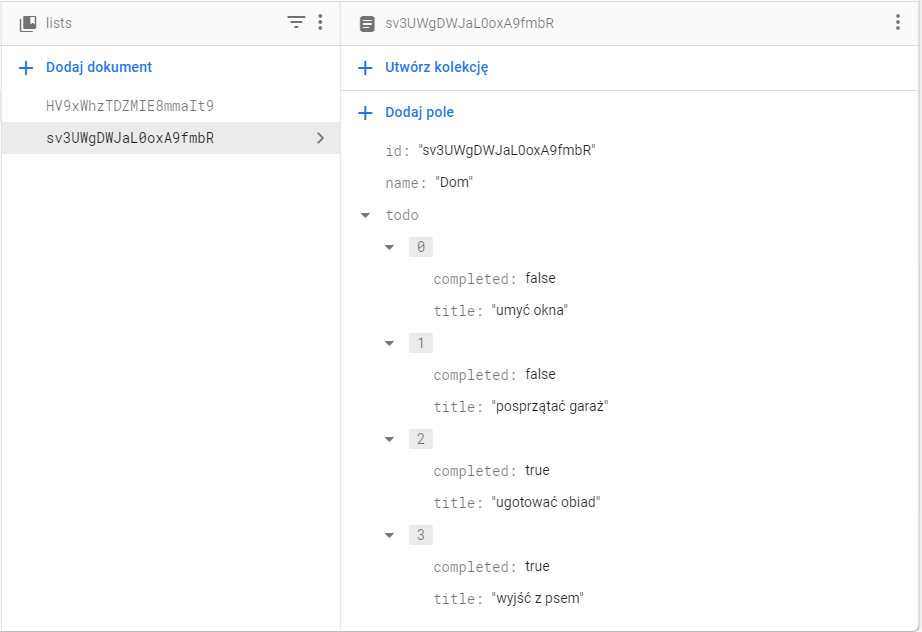 lists
Dodaj dokument
HV9xWhzTDZMIE8mmaIt9
sv3UWgDWJaL0oxA9fmbR
sv3UWgDWJaL0oxA9fmbR
Utwórz kolekcję
Dodaj pole
id: "sv3UWgDWJaL0oxA9fmbR"
name: "Dom"
todo
0
completed: false
title: "umyć okna"
1
completed: false
title: "posprzątać garaż"
2
completed: true
title: "ugotować obiad"
3
completed: true
title: "wyjść z psem"